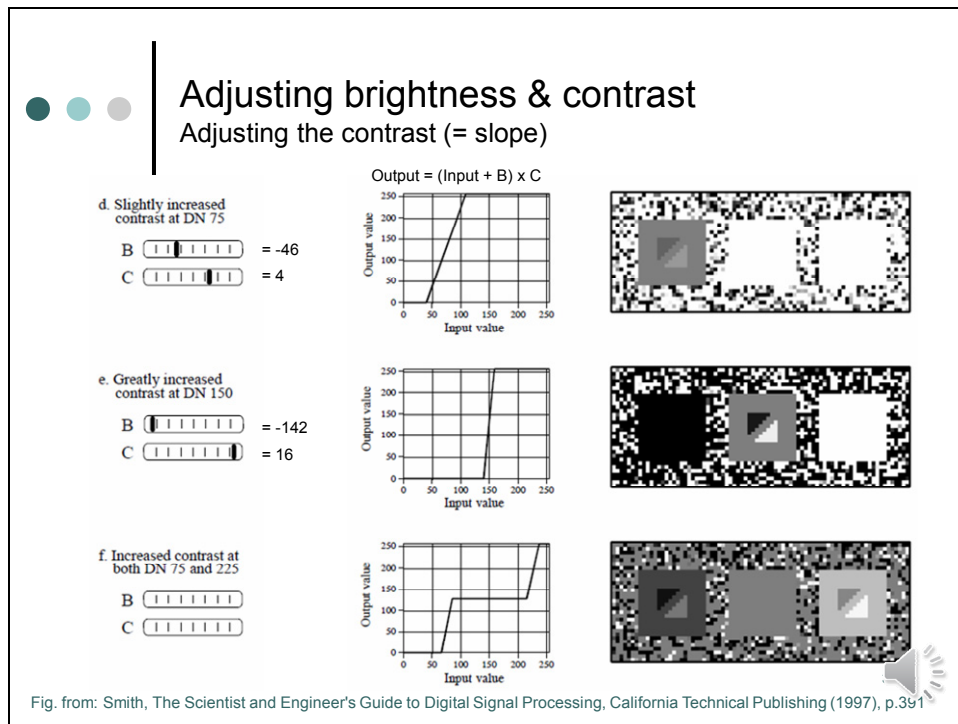 Adjusting brightness & contrast
Adjusting the contrast (= slope)
Output = (Input + B) x C
d. Slightly increased
contrast at DN 75
B = -46
C = 4
Output value
250
200
150
100
50
0
0 50 100 150 200 250
Input value
e. Greatly increased
contrast at DN 150
B = -142
C = 16
Output value
250
200
150
100
50
0
0 50 100 150 200 250
Input value
f. Increased contrast at
both DN 75 and 225
B
C
Output value
250
200
150
100
50
0
0 50 100 150 200 250
Input value
Fig. from: Smith, The Scientist and Engineer's Guide to Digital Signal Processing, California Technical Publishing (1997), p.391